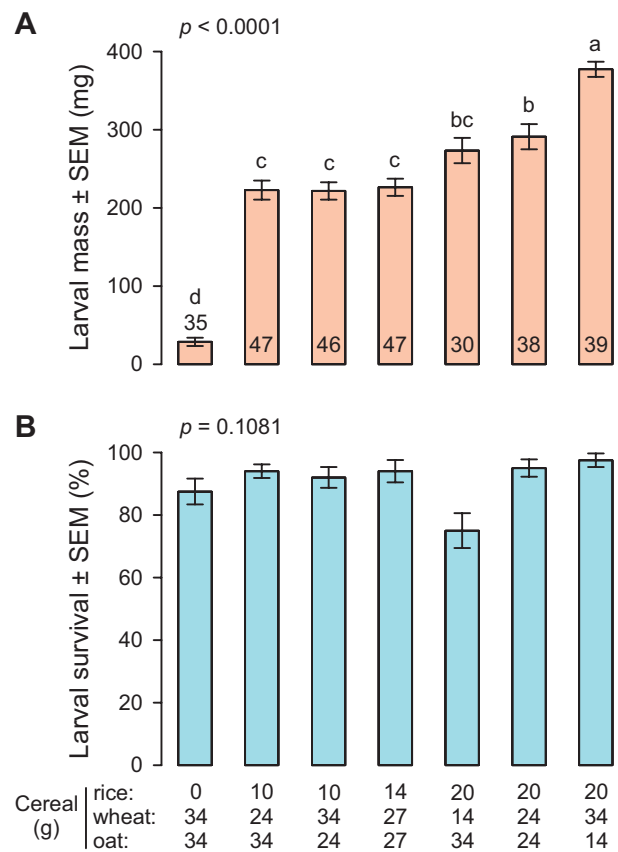 A
p < 0.0001
Larval mass ± SEM (mg)
400
300
200
100
0
d
c
c
c
bc
b
a
35
47
46
47
30
38
39
B
p = 0.1081
Larval survival ± SEM (%)
100
80
60
40
20
0
Cereal (g)
rice: 0 10 10 14 20 20 20
wheat: 34 24 34 27 14 24 34
oat: 34 34 24 27 34 24 14